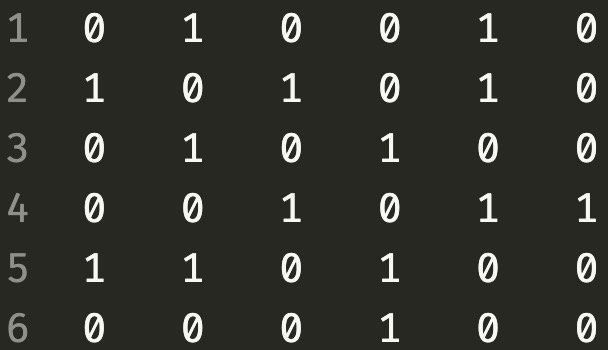 1 0 1 0 0 1 0
2 1 0 1 0 1 0
3 0 1 0 1 0 0
4 0 0 1 0 1 1
5 1 1 0 1 0 0
6 0 0 0 1 0 0